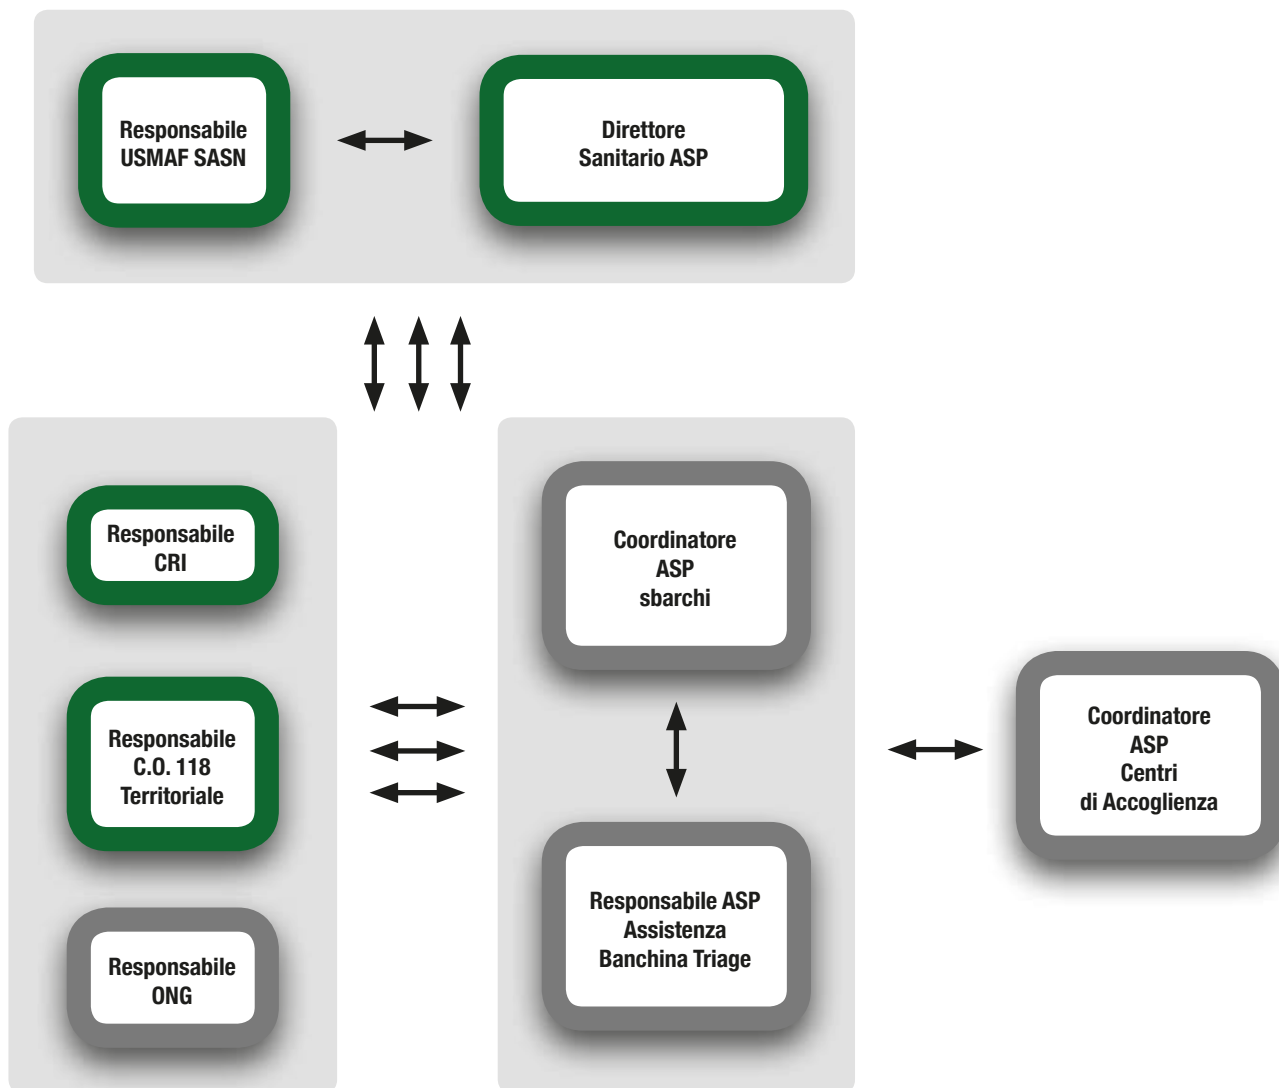 Responsabile
USMAF SASN
Direttore
Sanitario ASP
Responsabile
CRI
Responsabile
C.O. 118
Territoriale
Responsabile
ONG
Coordinatore
ASP
sbarchi
Responsabile ASP
Assistenza
Banchina Triage
Coordinatore
ASP
Centri
di Accoglienza